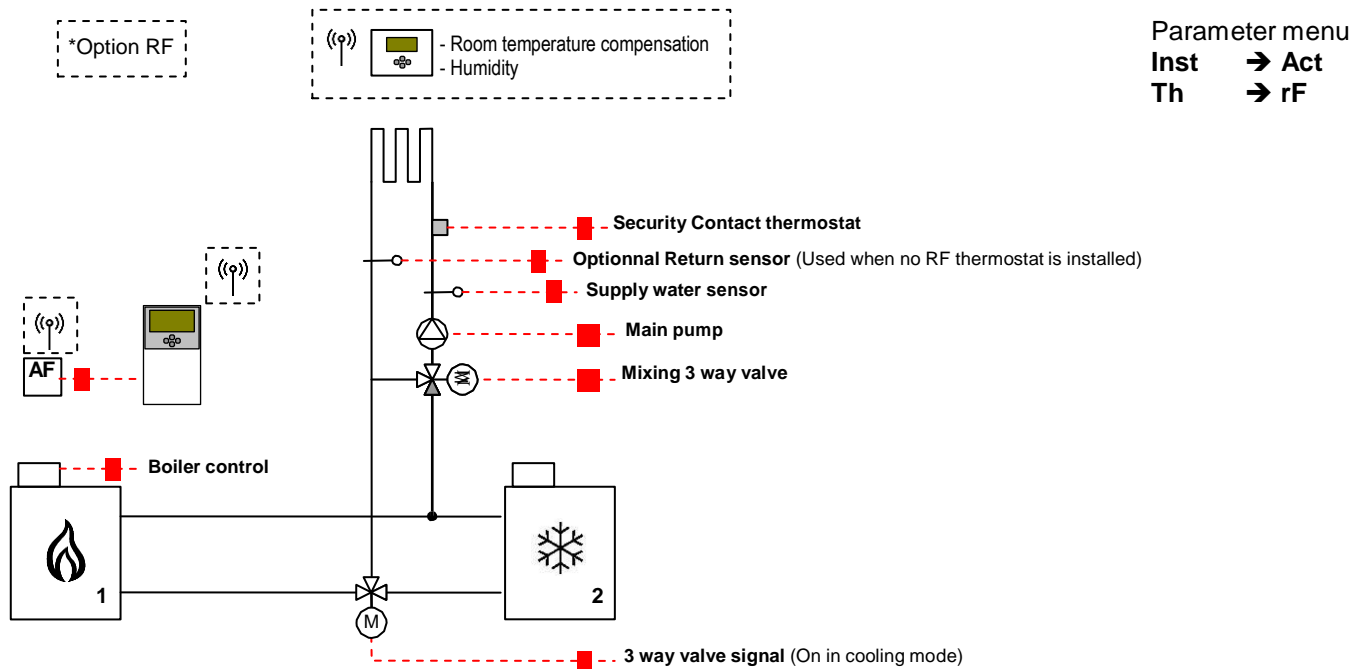 *Option RF
- Room temperature compensation
- Humidity
Parameter menu
Inst ➔ Act
Th ➔ rF
Security Contact thermostat
Optionnal Return sensor (Used when no RF thermostat is installed)
Supply water sensor
Main pump
Mixing 3 way valve
AF
Boiler control
1
2
M
3 way valve signal (On in cooling mode)